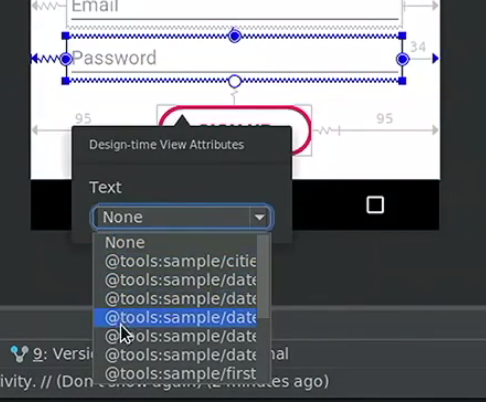 Email
Password
34
95
95
Design-time View Attributes
Text
None
None
@tools:sample/citie
@tools:sample/date
@tools:sample/date
@tools:sample/date
@tools:sample/date
@tools:sample/date
@tools:sample/first
9: Versi
nal
ivity. // (Don't show again) (2 minutes ago)